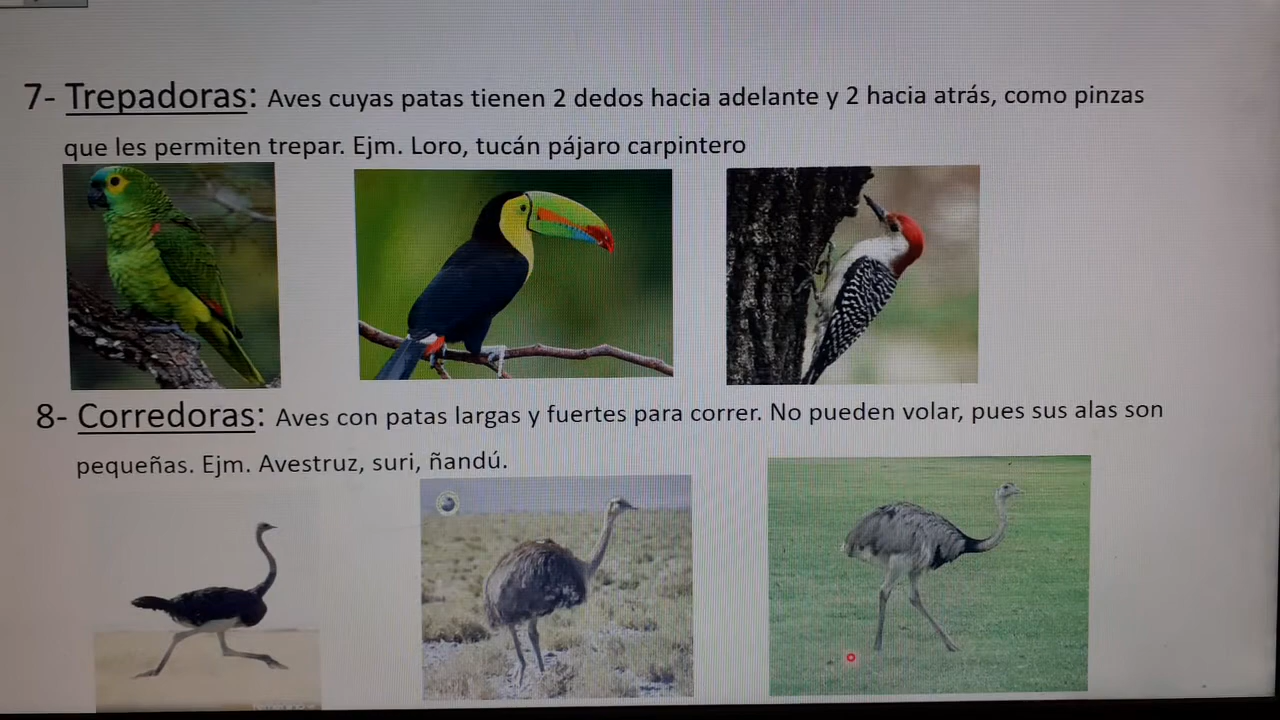 7- Trepadoras: Aves cuyas patas tienen 2 dedos hacia adelante y 2 hacia atrás, como pinzas
que les permiten trepar. Ejm. Loro, tucán pájaro carpintero
8- Corredoras: Aves con patas largas y fuertes para correr. No pueden volar, pues sus alas son
pequeñas. Ejm. Avestruz, suri, ñandú.